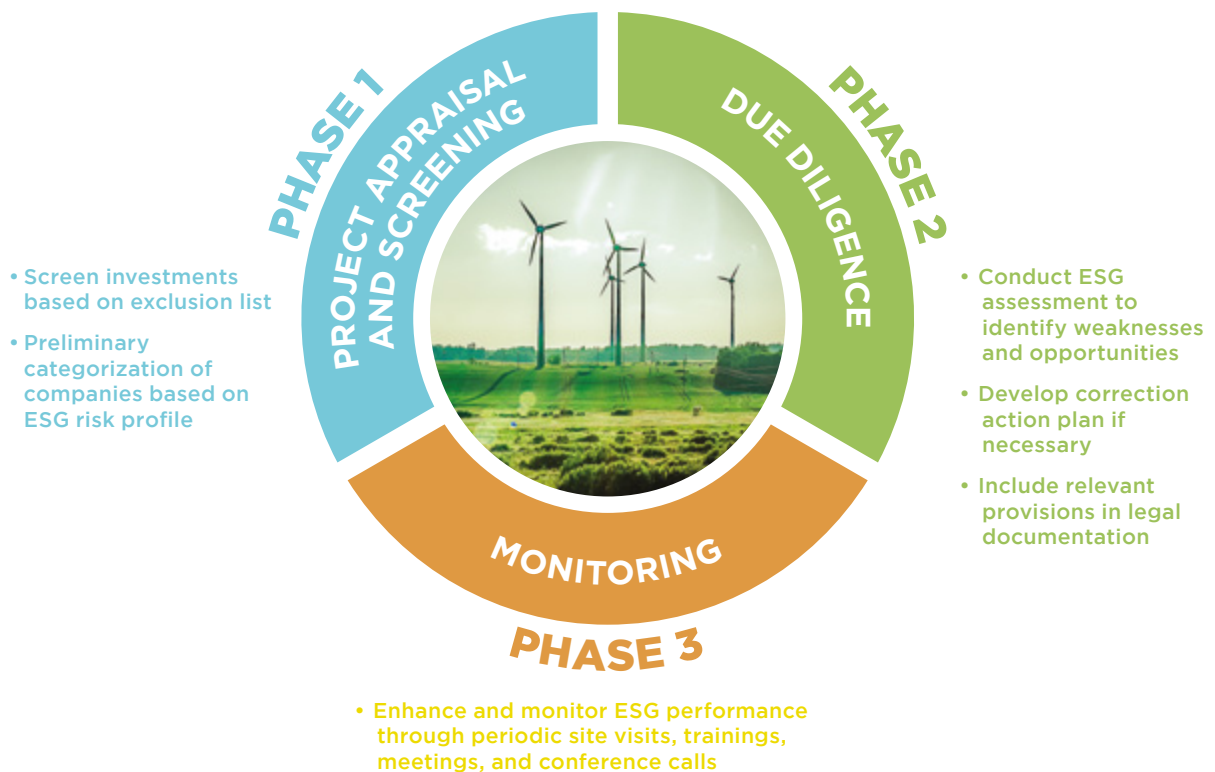 PHASE 1
PROJECT APPRAISAL
AND SCREENING
• Screen investments
based on exclusion list
• Preliminary
categorization of
companies based on
ESG risk profile
PHASE 2
DUE DILIGENCE
• Conduct ESG
assessment to
identify weaknesses
and opportunities
• Develop correction
action plan if
necessary
• Include relevant
provisions in legal
documentation
MONITORING
PHASE 3
• Enhance and monitor ESG performance
through periodic site visits, trainings,
meetings, and conference calls